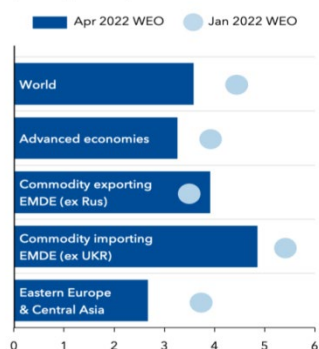 Apr 2022 WEO Jan 2022 WEO
World
Advanced economies
Commodity exporting
EMDE (ex Rus)
Commodity importing
EMDE (ex UKR)
Eastern Europe
& Central Asia
0 1 2 3 4 5 6